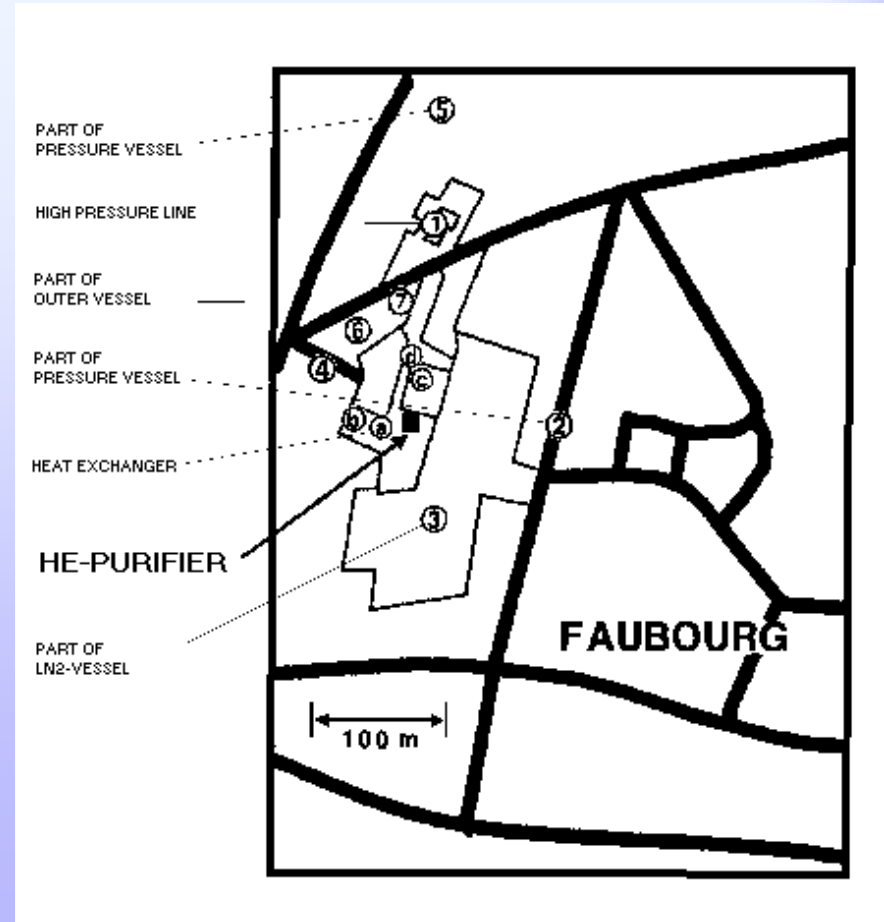 PART OF
PRESSURE VESSEL
5
HIGH PRESSURE LINE
1
PART OF
OUTER VESSEL
7
6
PART OF
PRESSURE VESSEL
4
d
c
b
a
2
HEAT EXCHANGER
3
HE-PURIFIER
FAUBOURG
PART OF
LN2-VESSEL
100 m